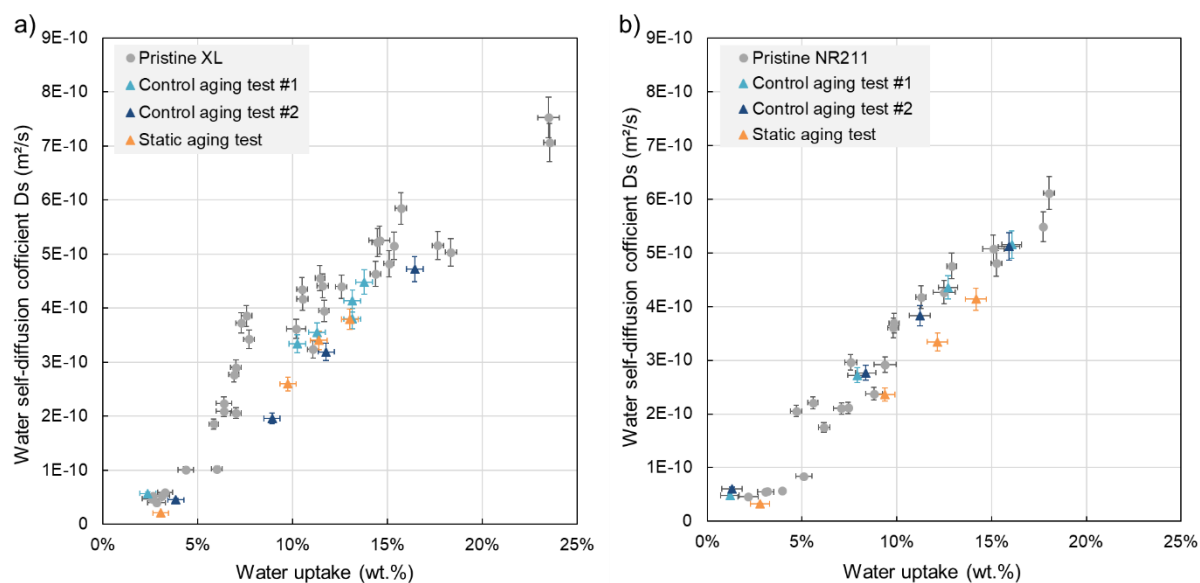 a)
9E-10
8E-10
7E-10
6E-10
5E-10
4E-10
3E-10
2E-10
1E-10
0
Water self-diffusion cofficient Ds (m²/s)
Pristine XL
Control aging test #1
Control aging test #2
Static aging test
0% 5% 10% 15% 20% 25%
Water uptake (wt.%)
b)
9E-10
8E-10
7E-10
6E-10
5E-10
4E-10
3E-10
2E-10
1E-10
0
Water self-diffusion cofficient Ds (m²/s)
Pristine NR211
Control aging test #1
Control aging test #2
Static aging test
0% 5% 10% 15% 20% 25%
Water uptake (wt.%)